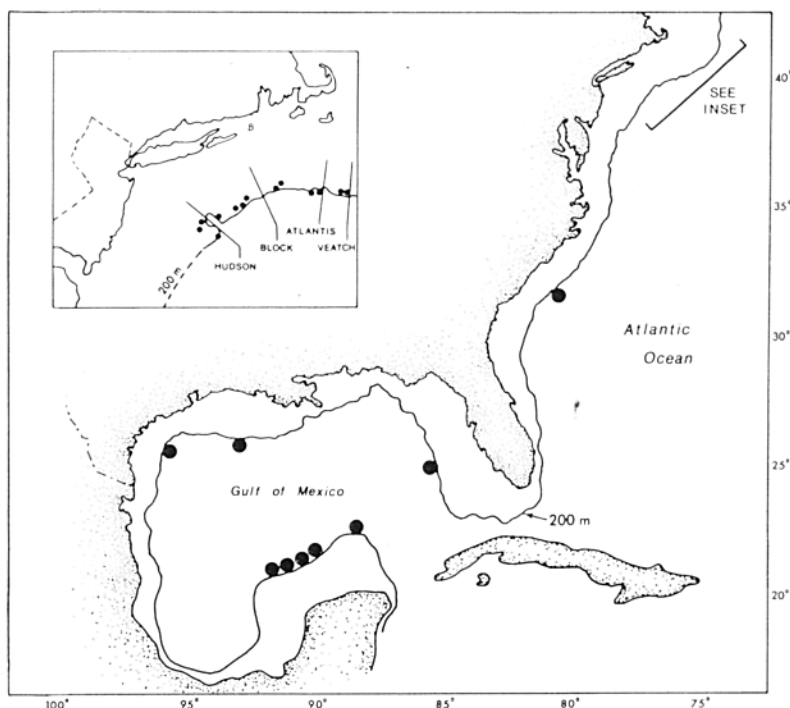 SEE
INSET
B
ATLANTIS
BLOCK
VEATCH
HUDSON
200 m
Atlantic
Ocean
Gulf of Mexico
200 m
40°
35°
30°
25°
20°
100°
95°
90°
85°
80°
75°